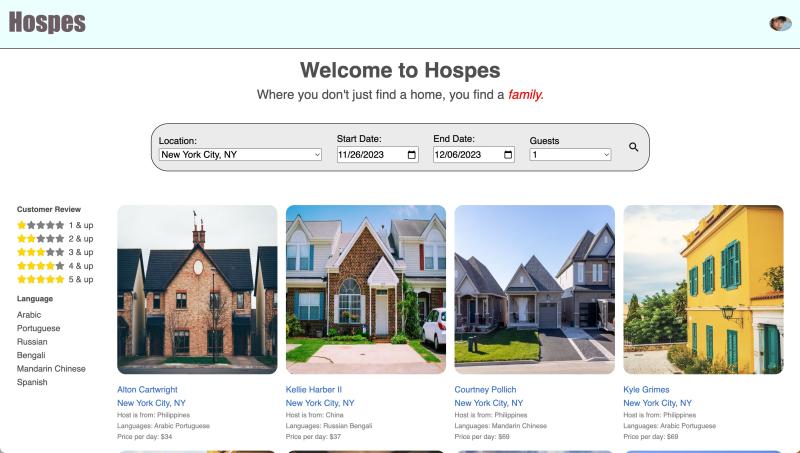 Hospes
Welcome to Hospes
Where you don't just find a home, you find a family.
Location:
New York City, NY
Start Date:
11/26/2023
End Date:
12/06/2023
Guests
1
Customer Review
1 & up
2 & up
3 & up
4 & up
5 & up
Language
Arabic
Portuguese
Russian
Bengali
Mandarin Chinese
Spanish
Alton Cartwright
New York City, NY
Host is from: Philippines
Languages: Arabic Portuguese
Price per day: $34
Kellie Harber II
New York City, NY
Host is from: China
Languages: Russian Bengali
Price per day: $37
Courtney Pollich
New York City, NY
Host is from: Philippines
Languages: Mandarin Chinese
Price per day: $69
Kyle Grimes
New York City, NY
Host is from: Philippines
Languages: Arabic Portuguese
Price per day: $69